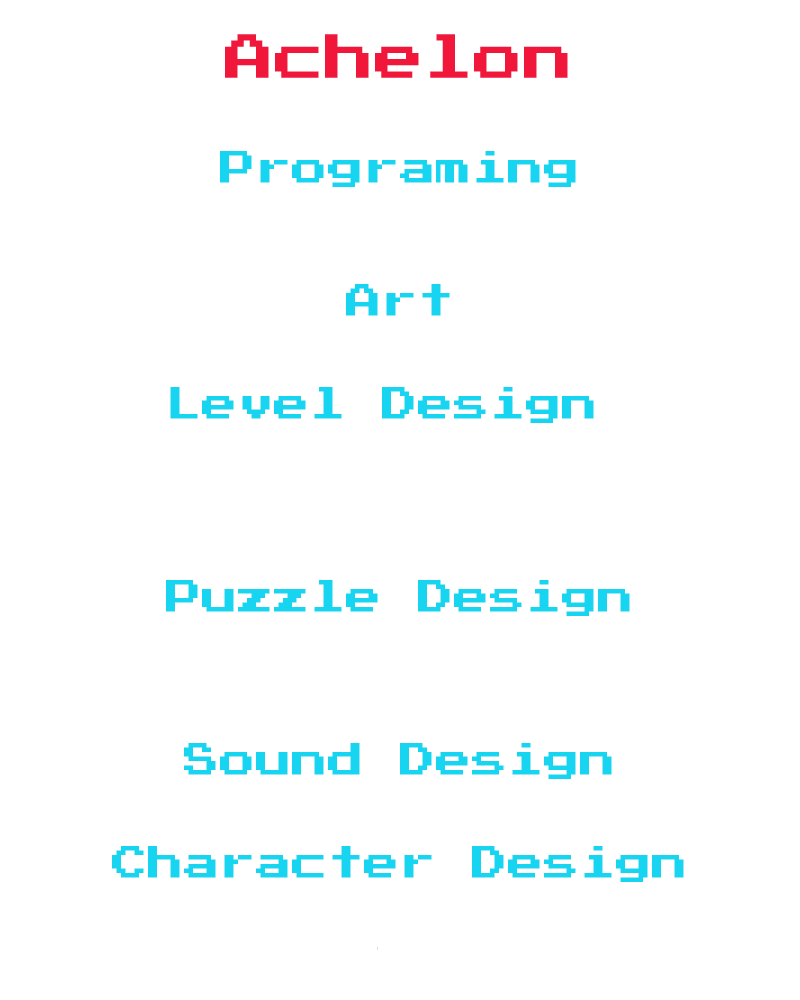 Achelon
Programing
Art
Level Design
Puzzle Design
Sound Design
Character Design